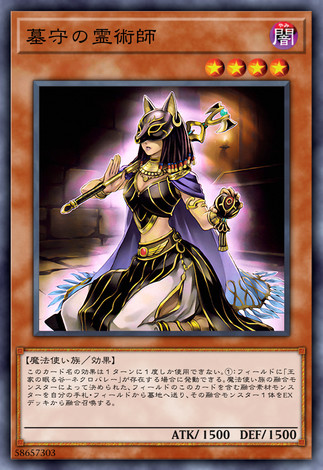 墓守の霊術師
闇
やみ
【魔法使い族／効果】
このカード名の効果は１ターンに１度しか使用できない。①：フィールドに「王
家の眠る谷－ネクロバレー」が存在する場合に発動できる。魔法使い族の融合モ
ンスターによって決められた、フィールドのこのカードを含む融合素材モンス
ターを自分の手札・フィールドから墓地へ送り、その融合モンスター１体をEX
デッキから融合召喚する。
ATK/ 1500 DEF/ 1500
58657303